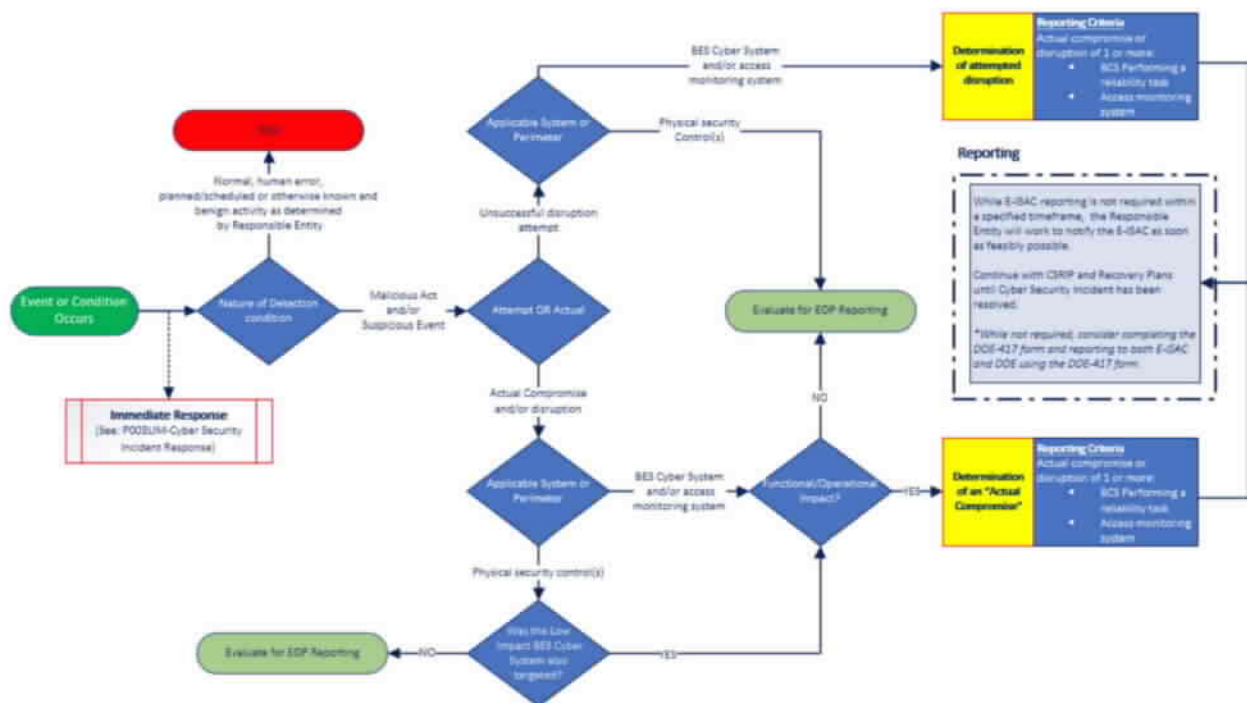 BES Cyber System
and/or access
monitoring system
Determination
of attempted
disruption
Reporting Criteria
Actual compromise or
disruption of 1 or more:
• BCS Performing a
reliability task
• Access monitoring
system
Applicable System or
Perimeter
Physical security
Control(s)
Normal, human error,
planned/scheduled or otherwise known and
benign activity as determined
by Responsible Entity
Unsuccessful disruption
attempt
Reporting
While E-ISAC reporting is not required within
a specified timeframe, the Responsible
Entity will work to notify the E-ISAC as soon
as feasibly possible.
Continue with CSRIP and Recovery Plans
until Cyber Security Incident has been
resolved.
*While not required, consider completing the
DOE-417 form and reporting to both E-ISAC
and DOE using the DOE-417 form.
Event or Condition
Occurs
Nature of Detection
condition
Malicious Act
and/or
Suspicious Event
Attempt OR Actual
Evaluate for EOP Reporting
Immediate Response
(See: -Cyber Security
Incident Response)
Actual Compromise
and/or disruption
NO
Applicable System or
Perimeter
BES Cyber System
and/or access
monitoring system
Functional/Operational
Impact?
YES
Determination
of an "Actual
Compromise"
Reporting Criteria
Actual compromise or
disruption of 1 or more:
• BCS Performing a
reliability task
• Access monitoring
system
Physical security control(s)
Evaluate for EOP Reporting
NO
Was the Low
Impact BES Cyber
System also
targeted?
YES